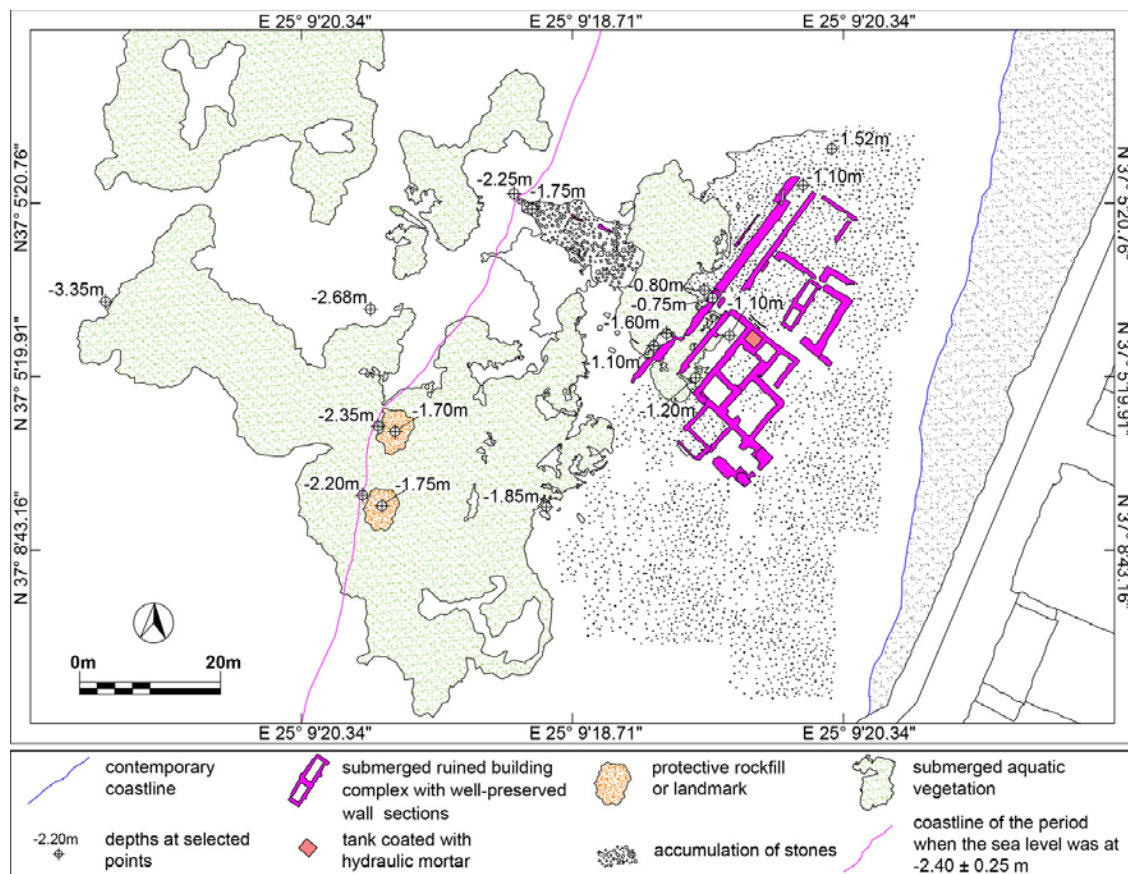 E 25° 9'20.34" E 25° 9'18.71" E 25° 9'20.34"
N37° 5'20.76"
N 37° 5'19.91"
N 37° 8'43.16"
N 37° 5'20.76"
N 37° 5'19.91"
N 37° 8'43.16"
-1.52m
-1.10m
-2.25m
-1.75m
-3.35m
-2.68m
-0.80m
-0.75m
-1.10m
-1.60m
-1.10m
-1.20m
-2.35m
-1.70m
-2.20m
-1.75m
-1.85m
0m 20m
E 25° 9'20.34" E 25° 9'18.71" E 25° 9'20.34"
contemporary
coastline
submerged ruined building
complex with well-preserved
wall sections
protective rockfill
or landmark
submerged aquatic
vegetation
-2.20m
depths at selected
points
tank coated with
hydraulic mortar
accumulation of stones
coastline of the period
when the sea level was at
-2.40 ± 0.25 m